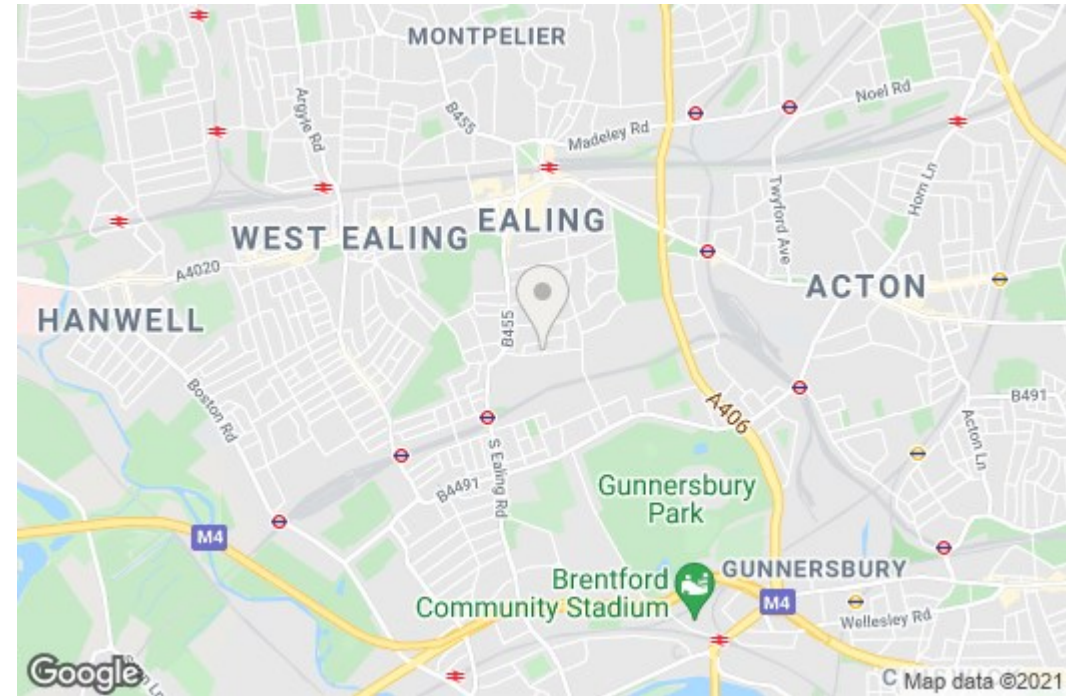 MONTPELIER
Argyle Rd
B455
Madeley Rd
Noel Rd
Horn Ln
Twyford Ave
EALING
WEST EALING
A4020
ACTON
HANWELL
B455
Boston Rd
A406
B491
Acton Ln
S Ealing Rd
B4491
Gunnersbury
Park
M4
Brentford
Community Stadium
GUNNERSBURY
M4
Wellesley Rd
Google
Map data ©2021